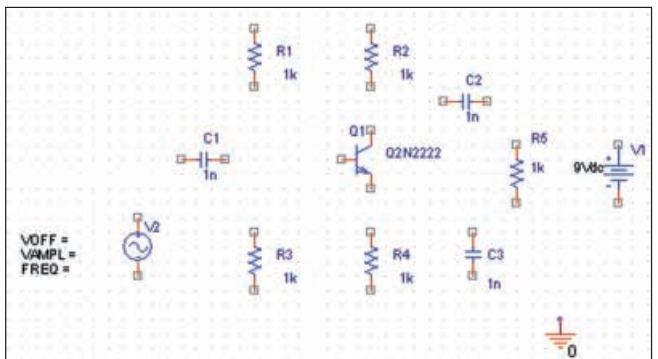 R1
1k
R2
1k
C2
1n
C1
1n
Q1
Q2N2222
R5
1k
V1
9Vdc
VOFF =
VAMPL =
FREQ =
V2
R3
1k
R4
1k
C3
1n
0